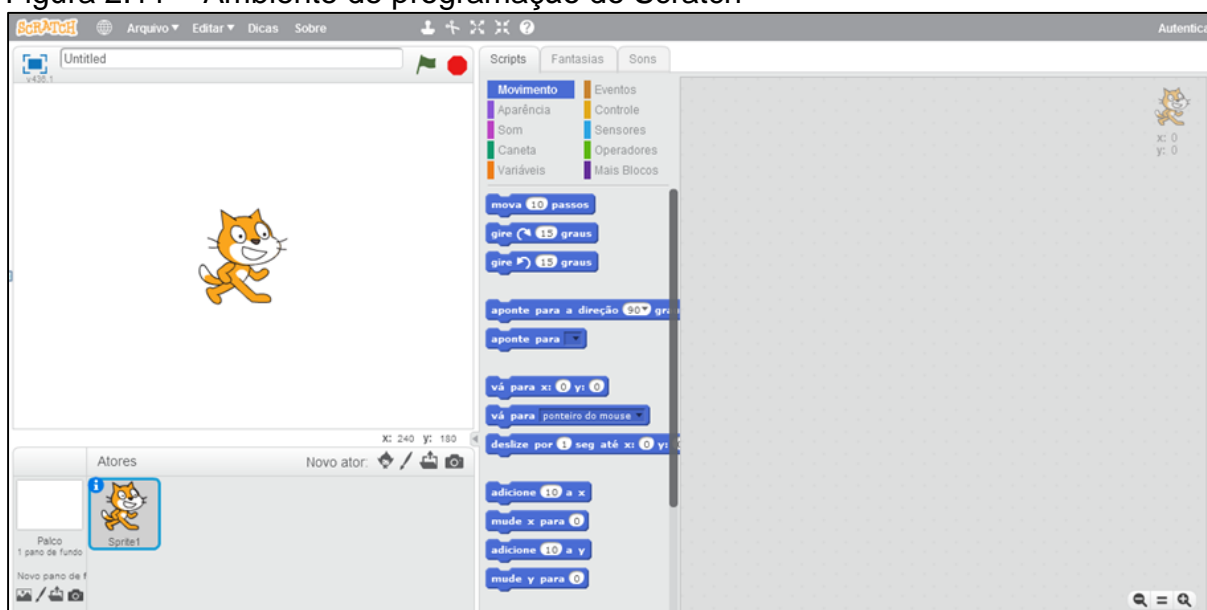 Figura 2.11 – Ambiente de programação do Scratch
SCRATCH Arquivo Editar Dicas Sobre Autentica
Untitled
v436.1
Scripts Fantasias Sons
Movimento Eventos
Aparência Controle
Som Sensores
Caneta Operadores
Variáveis Mais Blocos
x: 0
y: 0
mova 10 passos
gire 15 graus
gire 15 graus
aponte para a direção 90 gra
aponte para
vá para x: 0 y: 0
vá para ponteiro do mouse
deslize por 1 seg até x: 0 y:
adicione 10 a x
mude x para 0
adicione 10 a y
mude y para 0
X: 240 y: 180
Atores Novo ator:
Palco
1 pano de fundo
Sprite1
Novo pano de f